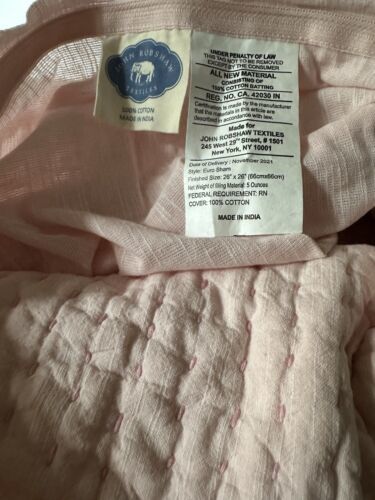 JOHN ROBSHAW
TEXTILES
100% COTTON
MADE IN INDIA
UNDER PENALTY OF LAW
THIS TAG NOT TO BE REMOVED
EXCEPT BY THE CONSUMER
ALL NEW MATERIAL
CONSISTING OF
100% COTTON BATTING
REG. NO. CA. 42030 IN
Certification is made by the manufacturer
that the materials in this article are
described in accordance with law.
Made for
JOHN ROBSHAW TEXTILES
245 West 29th Street, # 1501
New York, NY 10001
Date of Delivery : November 2021
Style: Euro Sham
Finished Size: 26" x 26" (66cmx66cm)
Net Weight of filling Material: 5 Ounces
FEDERAL REQUIREMENT: RN
COVER: 100% COTTON
MADE IN INDIA